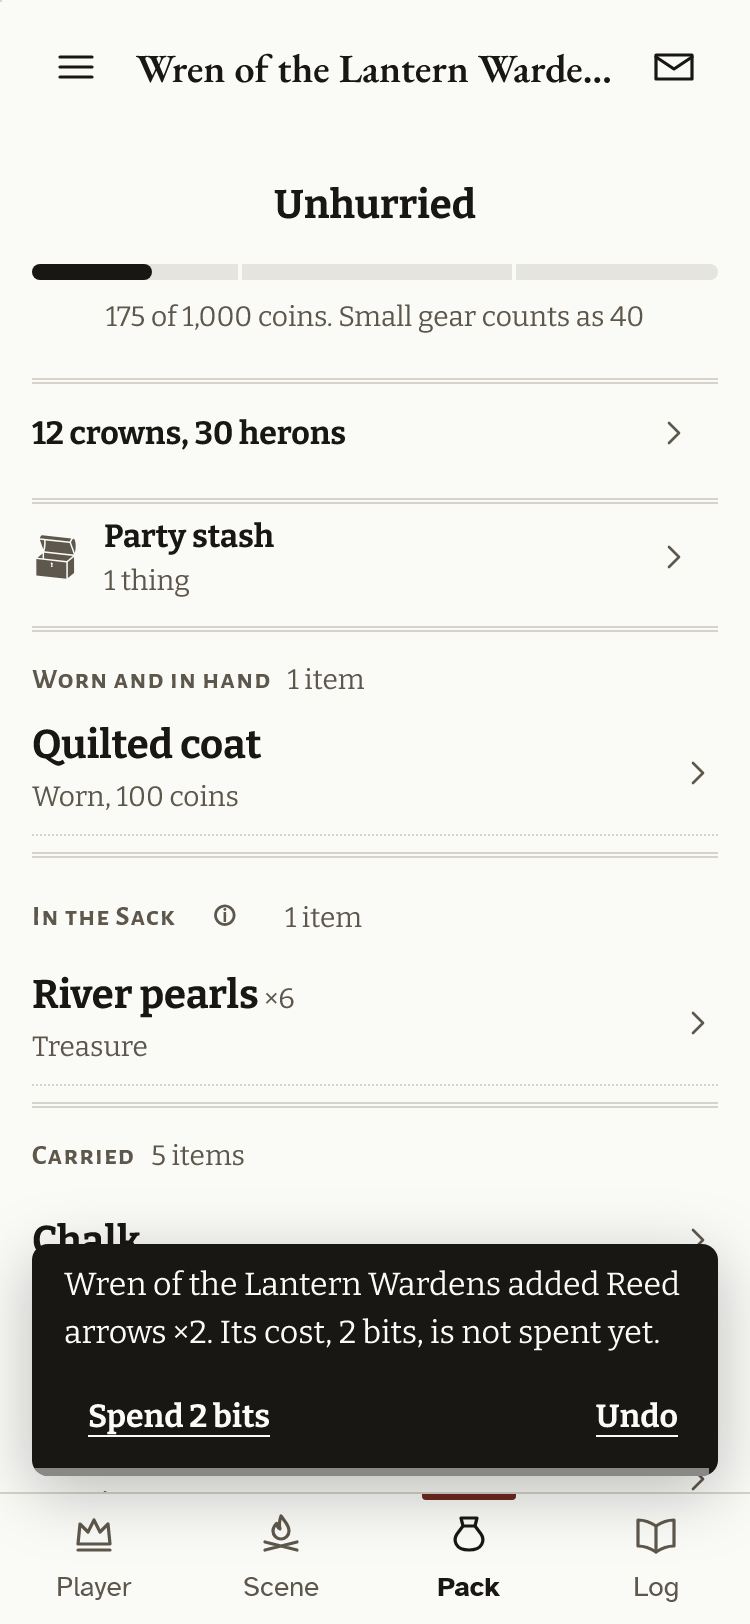 Wren of the Lantern Warde...
Unhurried
175 of 1,000 coins. Small gear counts as 40
12 crowns, 30 herons
Party stash
1 thing
Worn and in hand 1 item
Quilted coat
Worn, 100 coins
In the Sack 1 item
River pearls ×6
Treasure
Carried 5 items
Chalk
Wren of the Lantern Wardens added Reed
arrows ×2. Its cost, 2 bits, is not spent yet.
Spend 2 bits Undo
Player Scene Pack Log